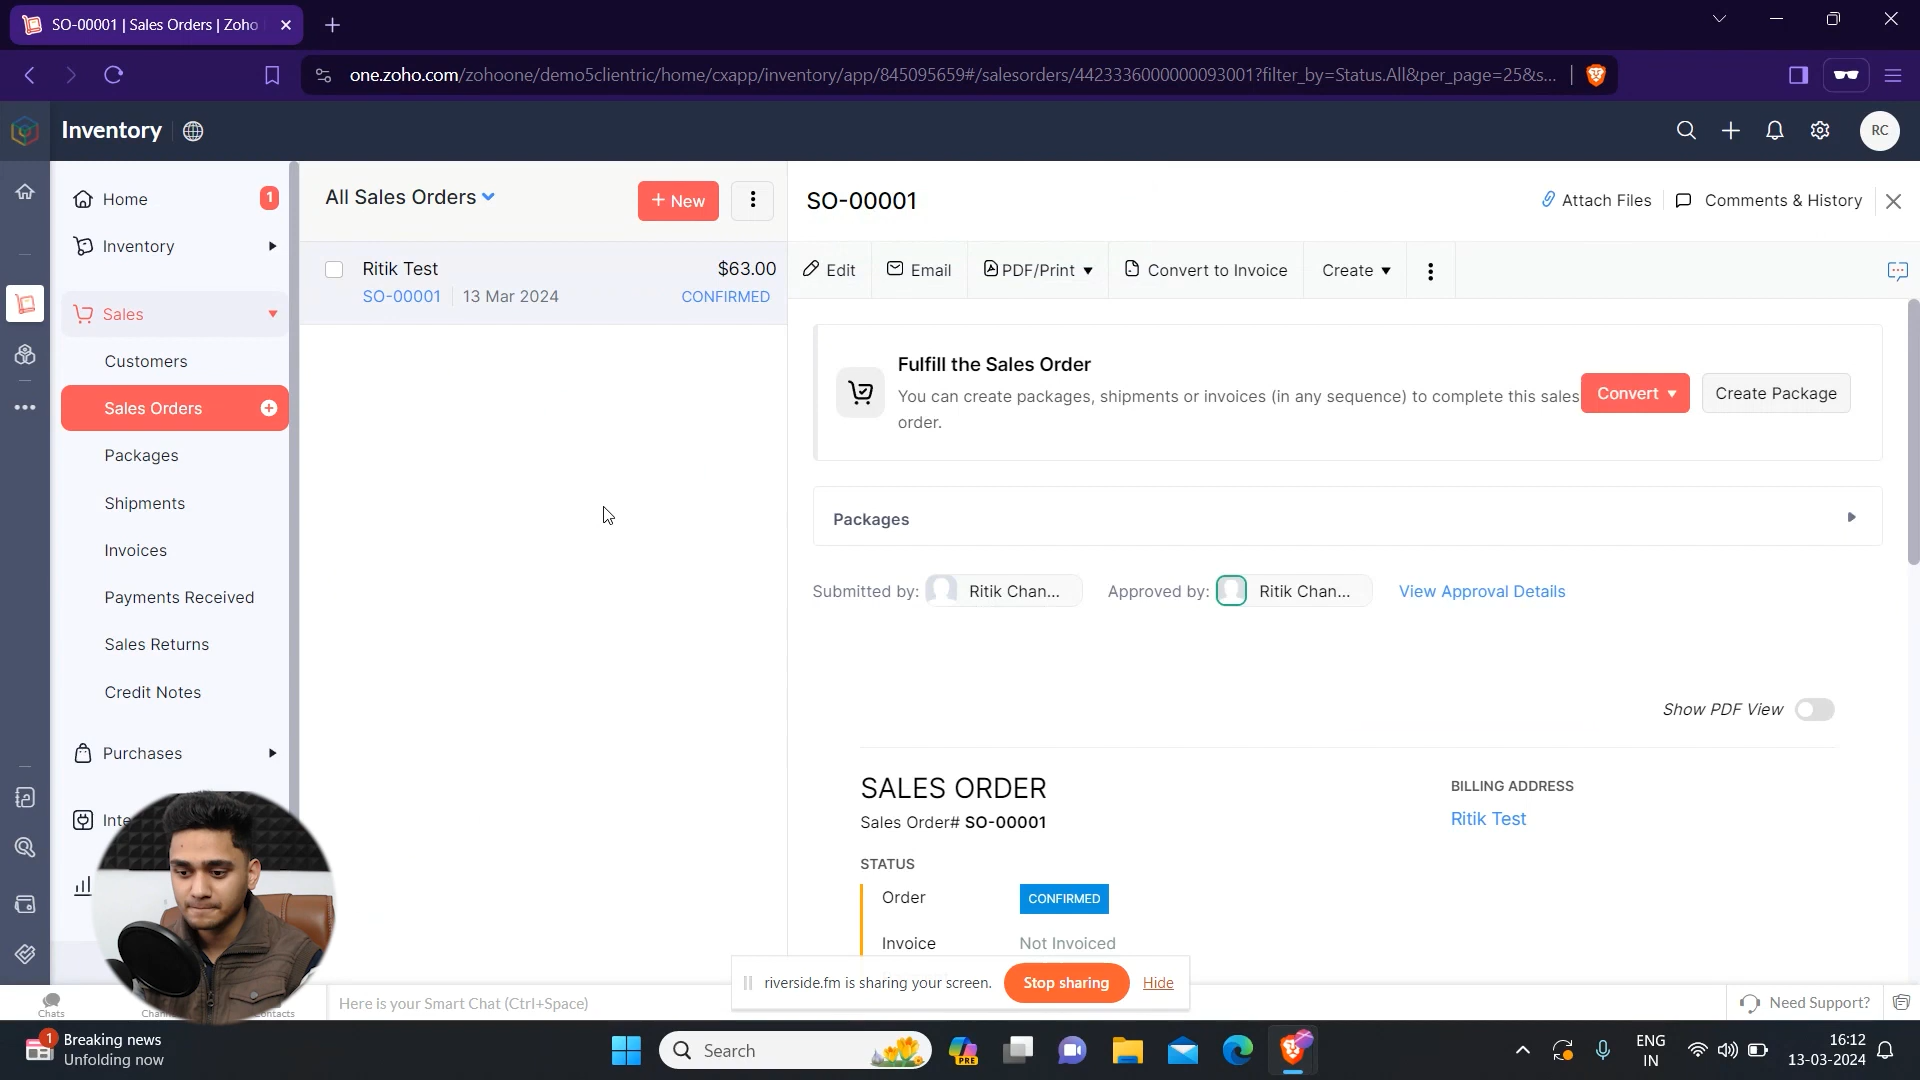 SO-00001 | Sales Orders | Zoho
one.zoho.com/zohoone/demo5clientric/home/cxapp/inventory/app/845095659#/salesorders/4423336000000093001?filter_by=Status.All&per_page=25&s...
Inventory
RC
Home
1
Inventory
Sales
Customers
Sales Orders
Packages
Shipments
Invoices
Payments Received
Sales Returns
Credit Notes
Purchases
Inte
All Sales Orders
+ New
Ritik Test
$63.00
SO-00001
13 Mar 2024
CONFIRMED
SO-00001
Attach Files
Comments & History
Edit
Email
PDF/Print
Convert to Invoice
Create
Fulfill the Sales Order
You can create packages, shipments or invoices (in any sequence) to complete this sales
order.
Convert
Create Package
Packages
Submitted by:
Ritik Chan...
Approved by:
Ritik Chan...
View Approval Details
Show PDF View
SALES ORDER
Sales Order# SO-00001
BILLING ADDRESS
Ritik Test
STATUS
Order
CONFIRMED
Invoice
Not Invoiced
riverside.fm is sharing your screen.
Stop sharing
Hide
Chats
Here is your Smart Chat (Ctrl+Space)
Need Support?
1
Breaking news
Unfolding now
Search
PRE
ENG
IN
16:12
13-03-2024